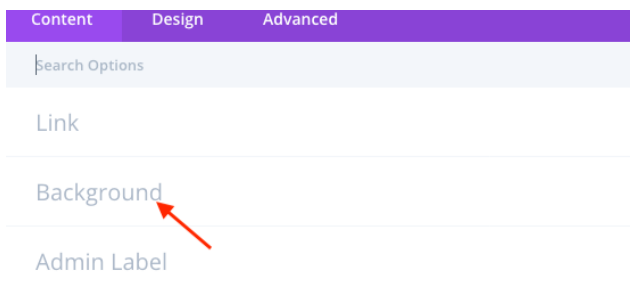 Content Design Advanced
Search Options
Link
Background
Admin Label